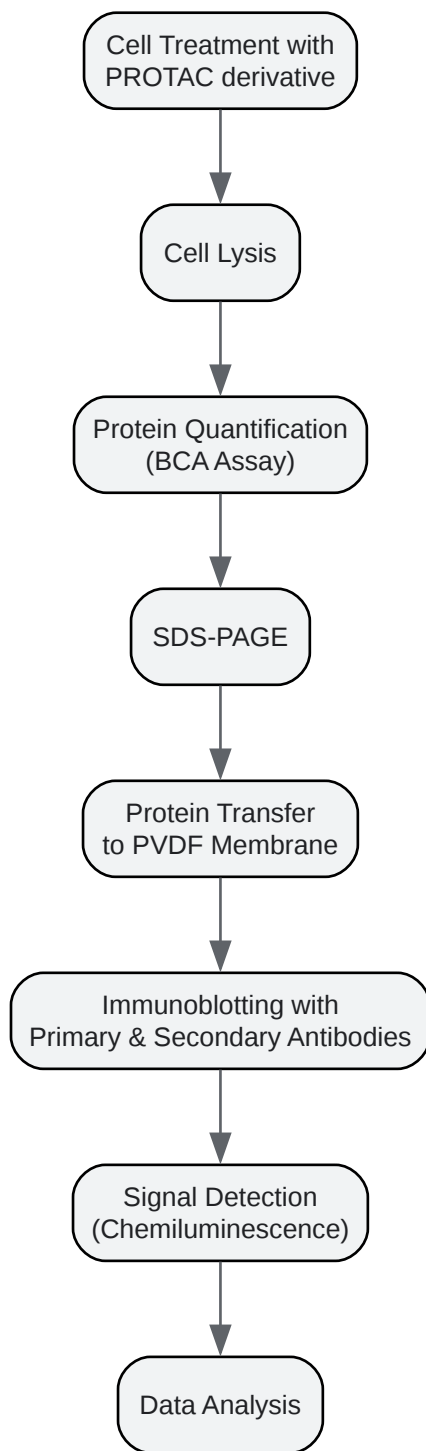 Cell Treatment with
PROTAC derivative
Cell Lysis
Protein Quantification
(BCA Assay)
SDS-PAGE
Protein Transfer
to PVDF Membrane
Immunoblotting with
Primary & Secondary Antibodies
Signal Detection
(Chemiluminescence)
Data Analysis